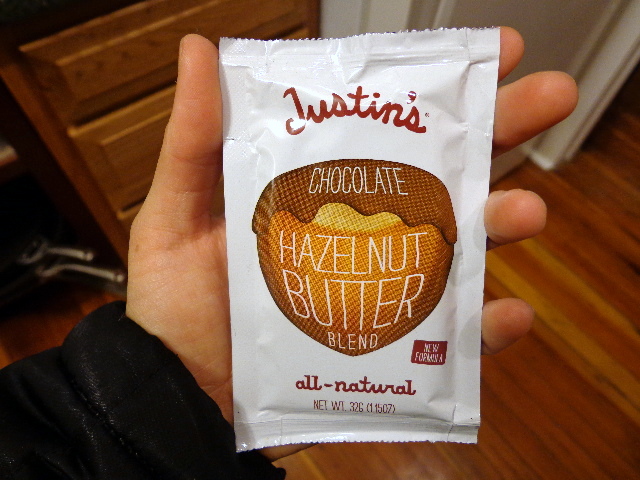 Justin's
CHOCOLATE
HAZELNUT
BUTTER
BLEND
NEW
FORMULA
all-natural
NET WT. 32G (1.15OZ)